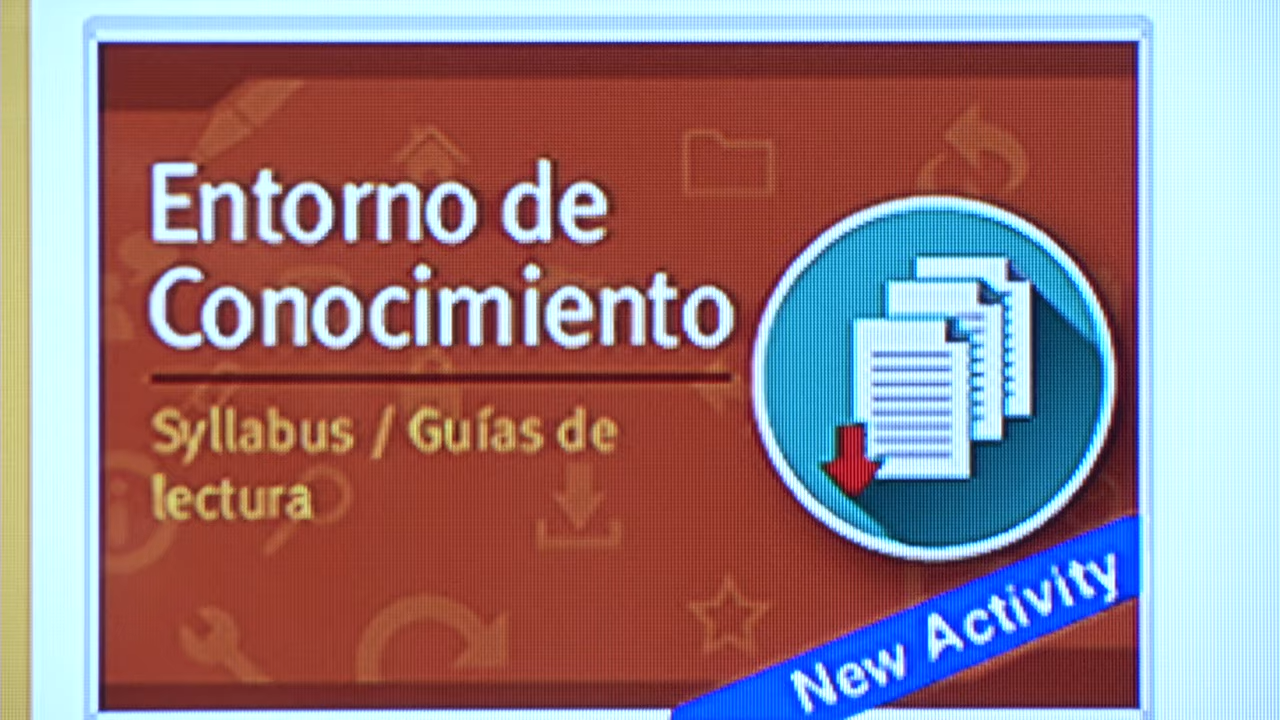 Entorno de
Conocimiento
Syllabus / Guías de
lectura
New Activity